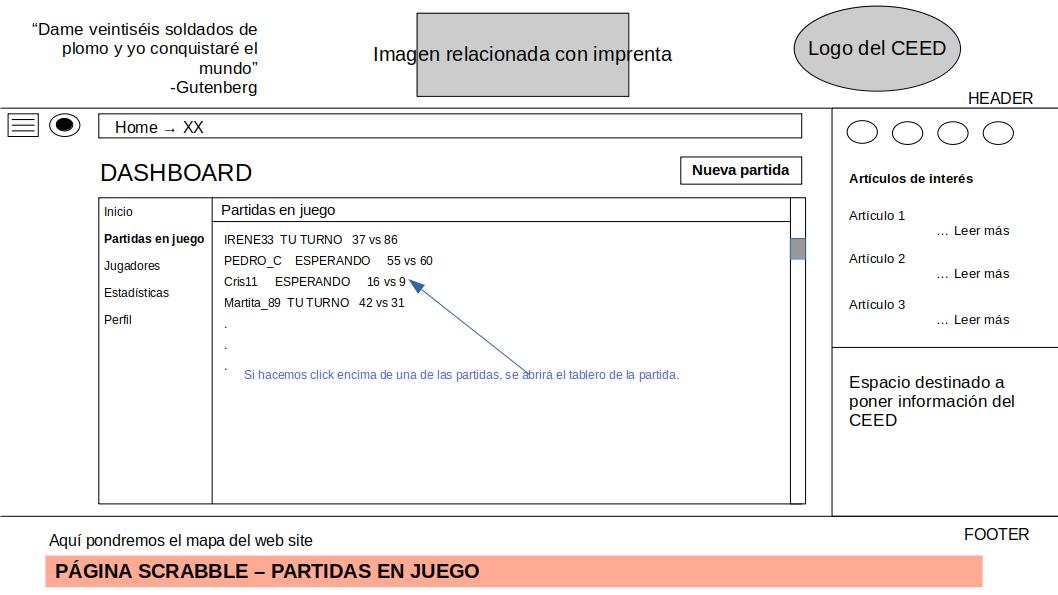 “Dame veintiséis soldados de
plomo y yo conquistaré el
mundo”
-Gutenberg
Imagen relacionada con imprenta
Logo del CEED
HEADER
Home → XX
DASHBOARD
Nueva partida
Inicio
Partidas en juego
Jugadores
Estadísticas
Perfil
Partidas en juego
IRENE33 TU TURNO 37 vs 86
PEDRO_C ESPERANDO 55 vs 60
Cris11 ESPERANDO 16 vs 9
Martita_89 TU TURNO 42 vs 31
.
.
.
Si hacemos click encima de una de las partidas, se abrirá el tablero de la partida.
Artículos de interés
Artículo 1
... Leer más
Artículo 2
... Leer más
Artículo 3
... Leer más
Espacio destinado a
poner información del
CEED
FOOTER
Aquí pondremos el mapa del web site
PÁGINA SCRABBLE – PARTIDAS EN JUEGO